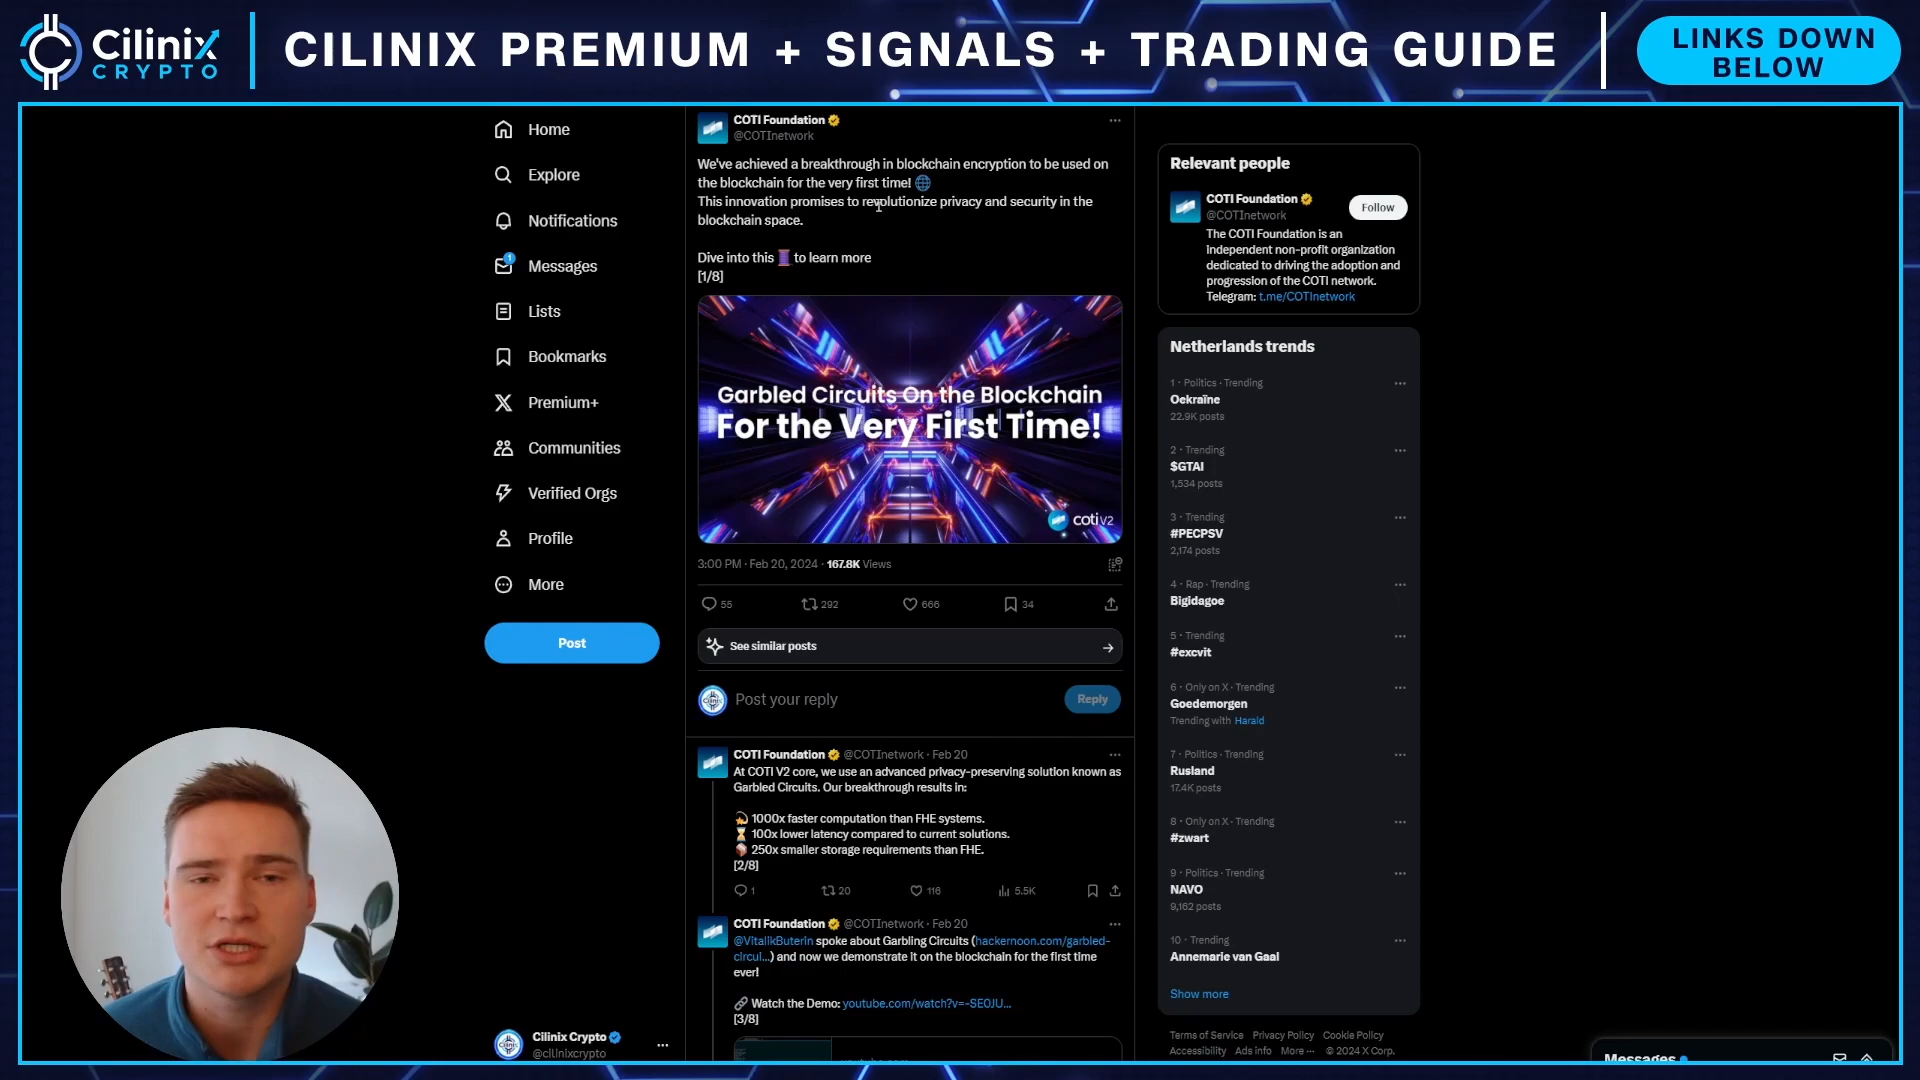 Cilinix
CRYPTO
CILINIX PREMIUM + SIGNALS + TRADING GUIDE
LINKS DOWN
BELOW
Home
Explore
Notifications
1
Messages
Lists
Bookmarks
Premium+
Communities
Verified Orgs
Profile
More
Post
Cilinix Crypto
@cilinixcrypto
COTI Foundation
@COTInetwork
We've achieved a breakthrough in blockchain encryption to be used on
the blockchain for the very first time! 🌐
This innovation promises to revolutionize privacy and security in the
blockchain space.
Dive into this 🧵 to learn more
[1/8]
Garbled Circuits On the Blockchain
For the Very First Time!
coti v2
3:00 PM · Feb 20, 2024 · 167.8K Views
55 292 666 34
See similar posts
Post your reply
Reply
COTI Foundation @COTInetwork · Feb 20
At COTI V2 core, we use an advanced privacy-preserving solution known as
Garbled Circuits. Our breakthrough results in:
💫 1000x faster computation than FHE systems.
⏳ 100x lower latency compared to current solutions.
📦 250x smaller storage requirements than FHE.
[2/8]
1 20 116 5.5K
COTI Foundation @COTInetwork · Feb 20
@VitalikButerin spoke about Garbling Circuits (hackernoon.com/garbled-
circui...) and now we demonstrate it on the blockchain for the first time
ever!
🔗 Watch the Demo: youtube.com/watch?v=-SE0JU...
[3/8]
Relevant people
COTI Foundation
@COTInetwork
Follow
The COTI Foundation is an
independent non-profit organization
dedicated to driving the adoption and
progression of the COTI network.
Telegram: t.me/COTInetwork
Netherlands trends
1 · Politics · Trending
Oekraïne
22.9K posts
2 · Trending
$GTAI
1,534 posts
3 · Trending
#PECPSV
2,174 posts
4 · Rap · Trending
Bigidagoe
5 · Trending
#excvit
6 · Only on X · Trending
Goedemorgen
Trending with Harald
7 · Politics · Trending
Rusland
17.4K posts
8 · Only on X · Trending
#zwart
9 · Politics · Trending
NAVO
9,162 posts
10 · Trending
Annemarie van Gaal
Show more
Terms of Service Privacy Policy Cookie Policy
Accessibility Ads info More ··· © 2024 X Corp.
Messages